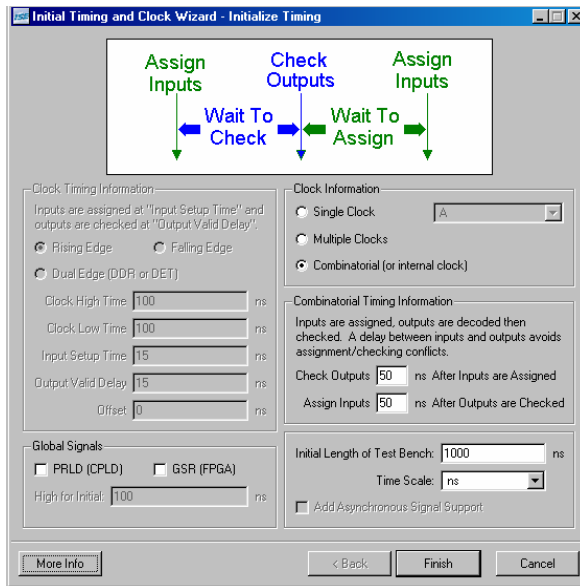 Initial Timing and Clock Wizard - Initialize Timing
Assign
Inputs
Check
Outputs
Assign
Inputs
Wait To
Check
Wait To
Assign
Clock Timing Information
Inputs are assigned at "Input Setup Time" and
outputs are checked at "Output Valid Delay".
Rising Edge
Falling Edge
Dual Edge (DDR or DET)
Clock High Time 100 ns
Clock Low Time 100 ns
Input Setup Time 15 ns
Output Valid Delay 15 ns
Offset 0 ns
Global Signals
PRLD (CPLD)
GSR (FPGA)
High for Initial: 100 ns
Clock Information
Single Clock
A
Multiple Clocks
Combinatorial (or internal clock)
Combinatorial Timing Information
Inputs are assigned, outputs are decoded then
checked. A delay between inputs and outputs avoids
assignment/checking conflicts.
Check Outputs 50 ns After Inputs are Assigned
Assign Inputs 50 ns After Outputs are Checked
Initial Length of Test Bench: 1000 ns
Time Scale: ns
Add Asynchronous Signal Support
More Info
< Back
Finish
Cancel